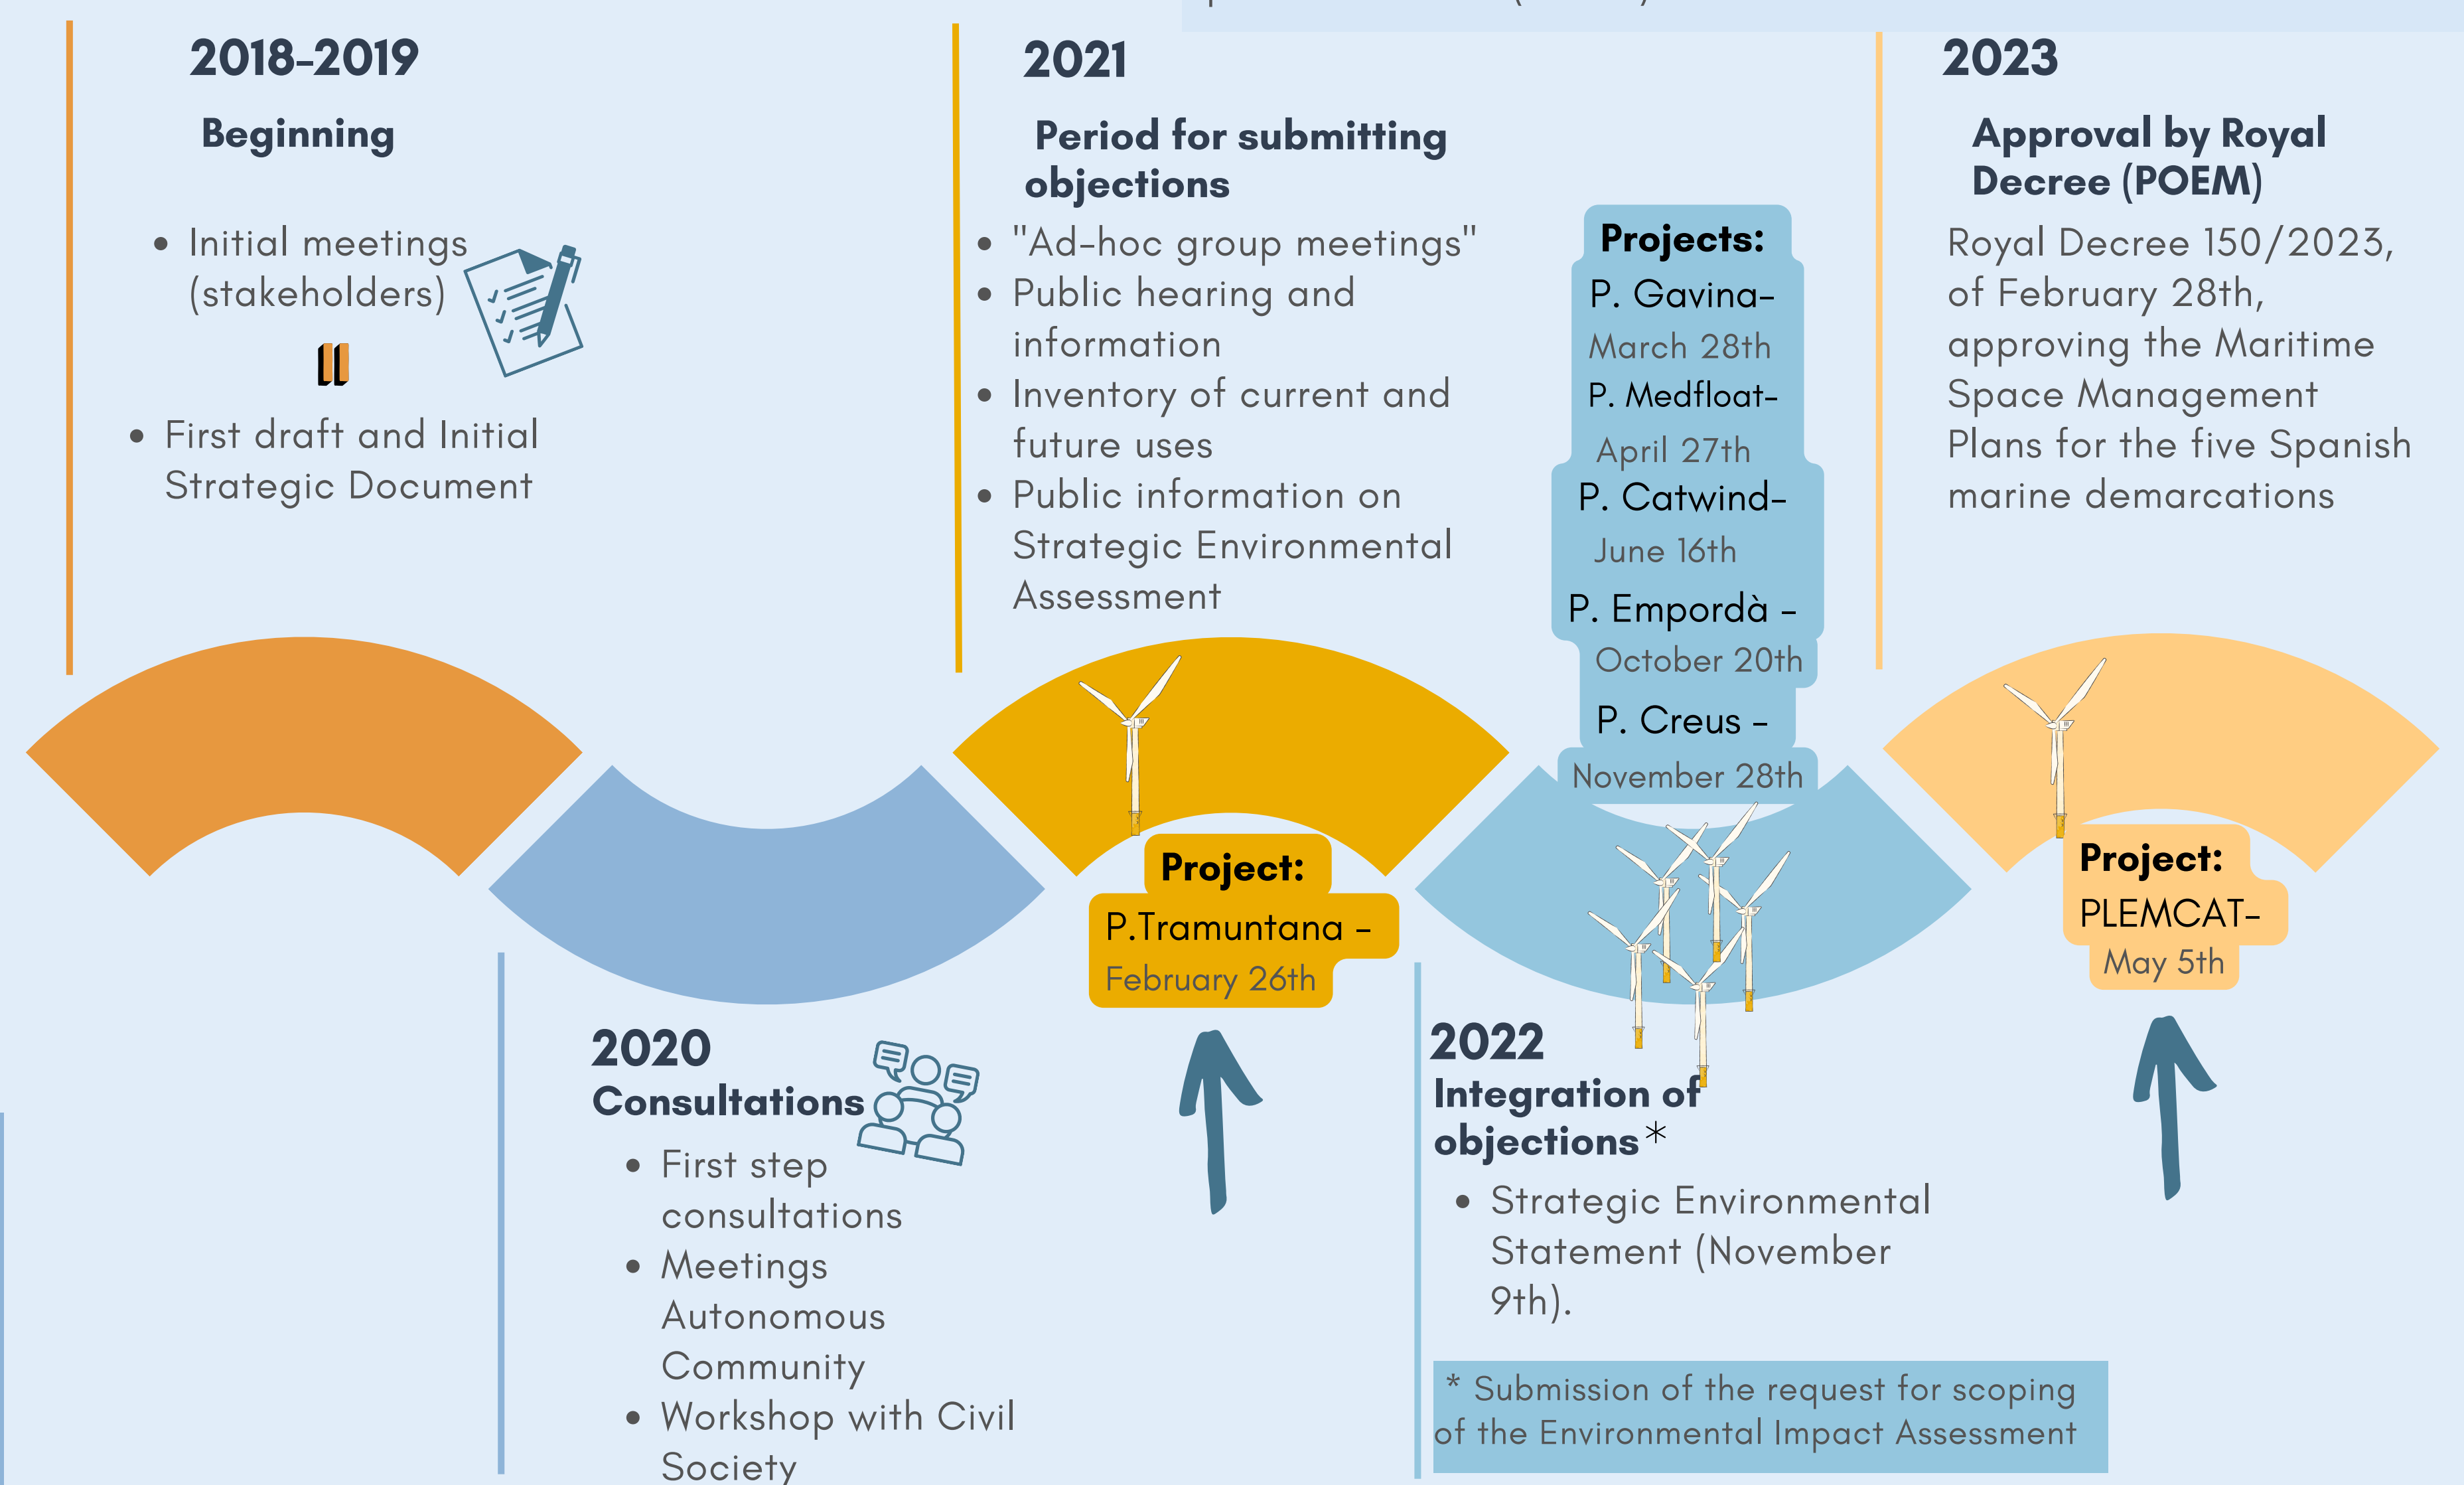 2018-2019
Beginning
Initial meetings
(stakeholders)
First draft and Initial
Strategic Document
2020
Consultations
First step
consultations
Meetings
Autonomous
Community
Workshop with Civil
Society
2021
Period for submitting
objections
"Ad-hoc group meetings"
Public hearing and
information
Inventory of current and
future uses
Public information on
Strategic Environmental
Assessment
Project:
P.Tramuntana -
February 26th
Projects:
P. Gavina-
March 28th
P. Medfloat-
April 27th
P. Catwind-
June 16th
P. Empordà -
October 20th
P. Creus -
November 28th
2022
Integration of
objections*
Strategic Environmental
Statement (November
9th).
* Submission of the request for scoping
of the Environmental Impact Assessment
2023
Approval by Royal
Decree (POEM)
Royal Decree 150/2023,
of February 28th,
approving the Maritime
Space Management
Plans for the five Spanish
marine demarcations
Project:
PLEMCAT-
May 5th